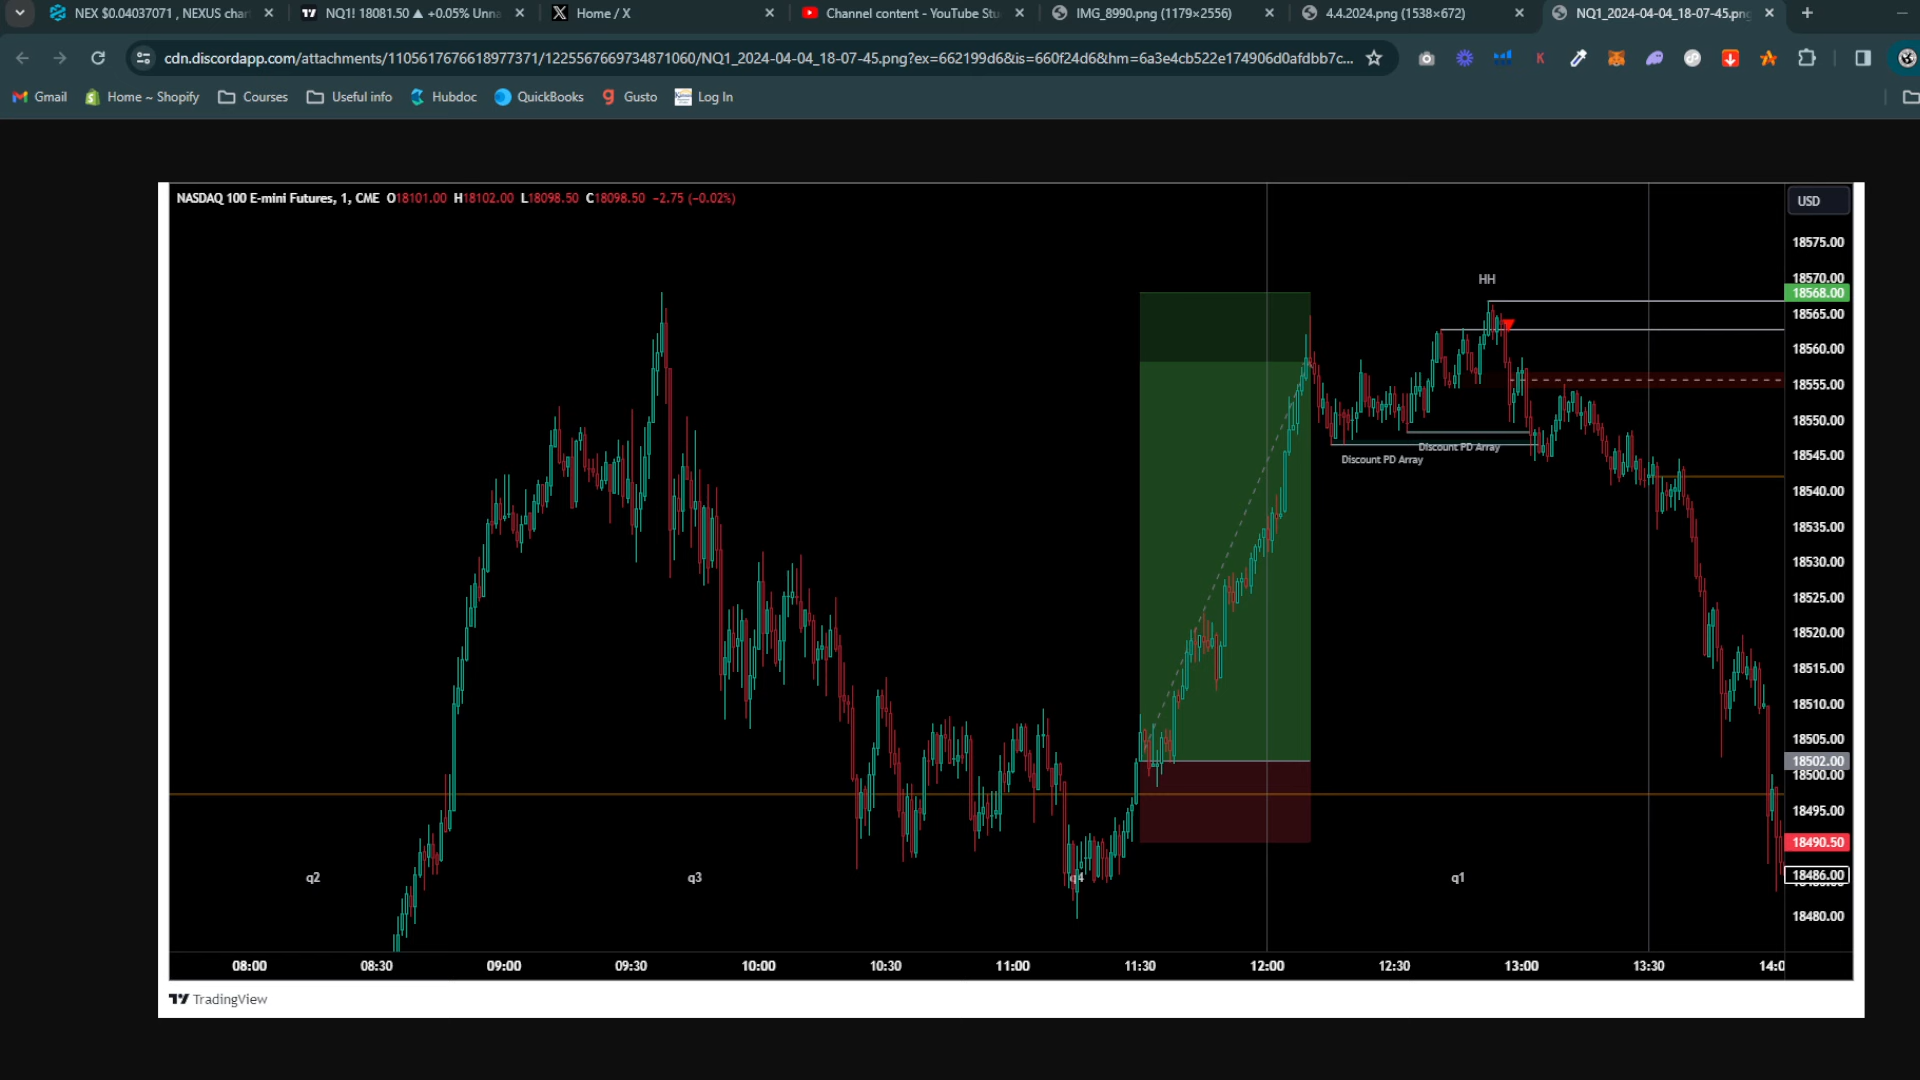 NEX $0.04037071 , NEXUS char
NQ1! 18081.50 ▲ +0.05% Unna
Home / X
Channel content - YouTube Stu
IMG_8990.png (1179×2556)
4.4.2024.png (1538×672)
NQ1_2024-04-04_18-07-45.png
cdn.discordapp.com/attachments/1105617676618977371/1225567669734871060/NQ1_2024-04-04_18-07-45.png?ex=662199d6&is=660f24d6&hm=6a3e4cb522e174906d0afdbb7c...
Gmail
Home ~ Shopify
Courses
Useful info
Hubdoc
QuickBooks
Gusto
Log In
NASDAQ 100 E-mini Futures, 1, CME O18101.00 H18102.00 L18098.50 C18098.50 −2.75 (−0.02%)
USD
18575.00
18570.00
18568.00
18565.00
18560.00
18555.00
18550.00
18545.00
18540.00
18535.00
18530.00
18525.00
18520.00
18515.00
18510.00
18505.00
18502.00
18500.00
18495.00
18490.50
18486.00
18480.00
HH
Discount PD Array
Discount PD Array
q2
q3
q4
q1
08:00
08:30
09:00
09:30
10:00
10:30
11:00
11:30
12:00
12:30
13:00
13:30
14:0
TradingView